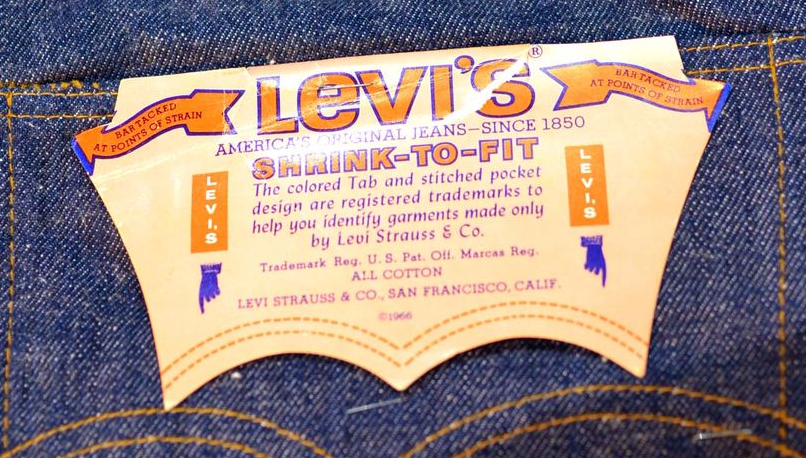 LEVI'S®
BAR TACKED
AT POINTS OF STRAIN
BAR TACKED
AT POINTS OF STRAIN
AMERICA'S ORIGINAL JEANS—SINCE 1850
SHRINK-TO-FIT
The colored Tab and stitched pocket
design are registered trademarks to
help you identify garments made only
by Levi Strauss & Co.
LEVI'S
LEVI'S
Trademark Reg. U.S. Pat. Off. Marcas Reg.
ALL COTTON
LEVI STRAUSS & CO., SAN FRANCISCO, CALIF.
©1966